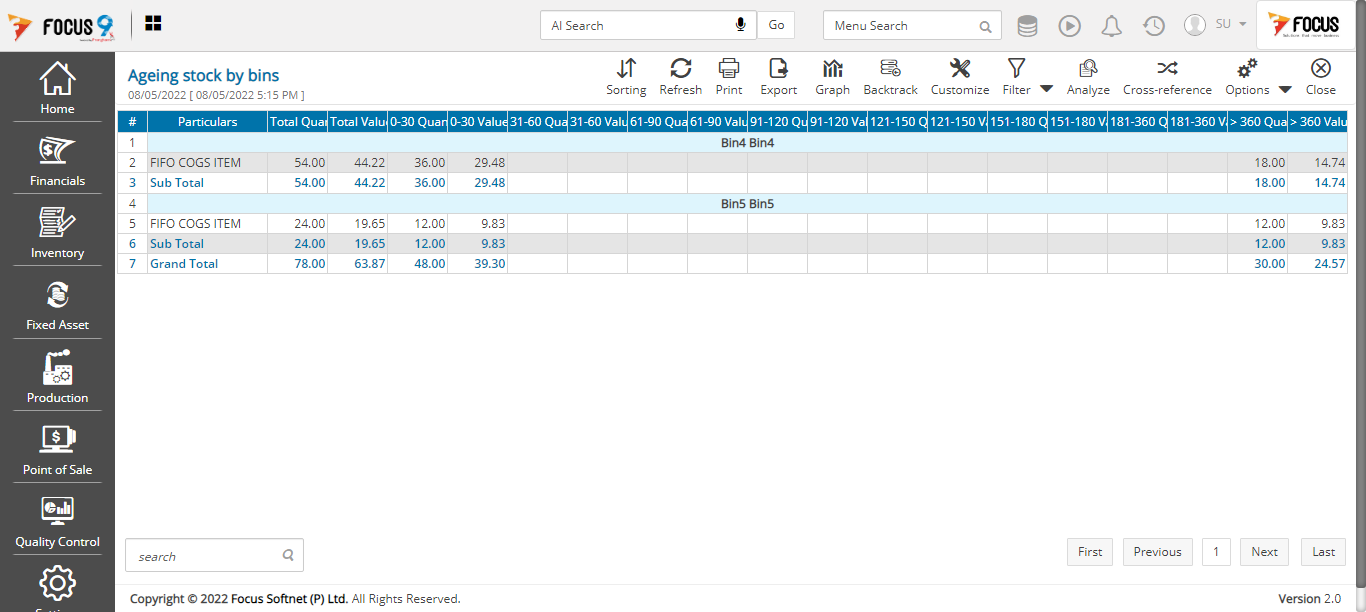 FOCUS 9
AI Search Go Menu Search SU FOCUS
Home
Financials
Inventory
Fixed Asset
Production
Point of Sale
Quality Control
Ageing stock by bins
08/05/2022 [ 08/05/2022 5:15 PM ]
Sorting Refresh Print Export Graph Backtrack Customize Filter Analyze Cross-reference Options Close
# Particulars Total Quan Total Value 0-30 Quan 0-30 Value 31-60 Qua 31-60 Valu 61-90 Qua 61-90 Valu 91-120 Qu 91-120 Val 121-150 Q 121-150 V 151-180 Q 151-180 V 181-360 Q 181-360 V > 360 Qua > 360 Valu
1 Bin4 Bin4
2 FIFO COGS ITEM 54.00 44.22 36.00 29.48 18.00 14.74
3 Sub Total 54.00 44.22 36.00 29.48 18.00 14.74
4 Bin5 Bin5
5 FIFO COGS ITEM 24.00 19.65 12.00 9.83 12.00 9.83
6 Sub Total 24.00 19.65 12.00 9.83 12.00 9.83
7 Grand Total 78.00 63.87 48.00 39.30 30.00 24.57
search First Previous 1 Next Last
Copyright © 2022 Focus Softnet (P) Ltd. All Rights Reserved. Version 2.0